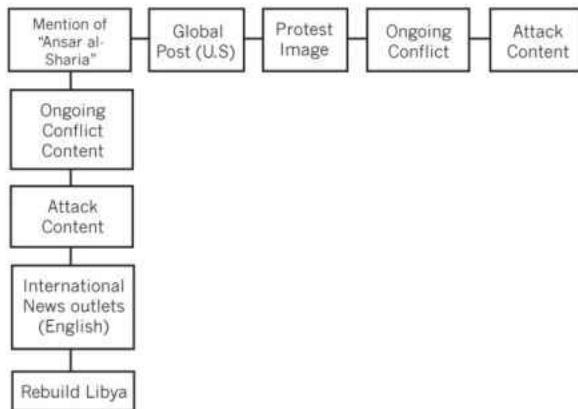 Mention of
“Ansar al-
Sharia”
Global
Post (U.S)
Protest
Image
Ongoing
Conflict
Attack
Content
Ongoing
Conflict
Content
Attack
Content
International
News outlets
(English)
Rebuild Libya